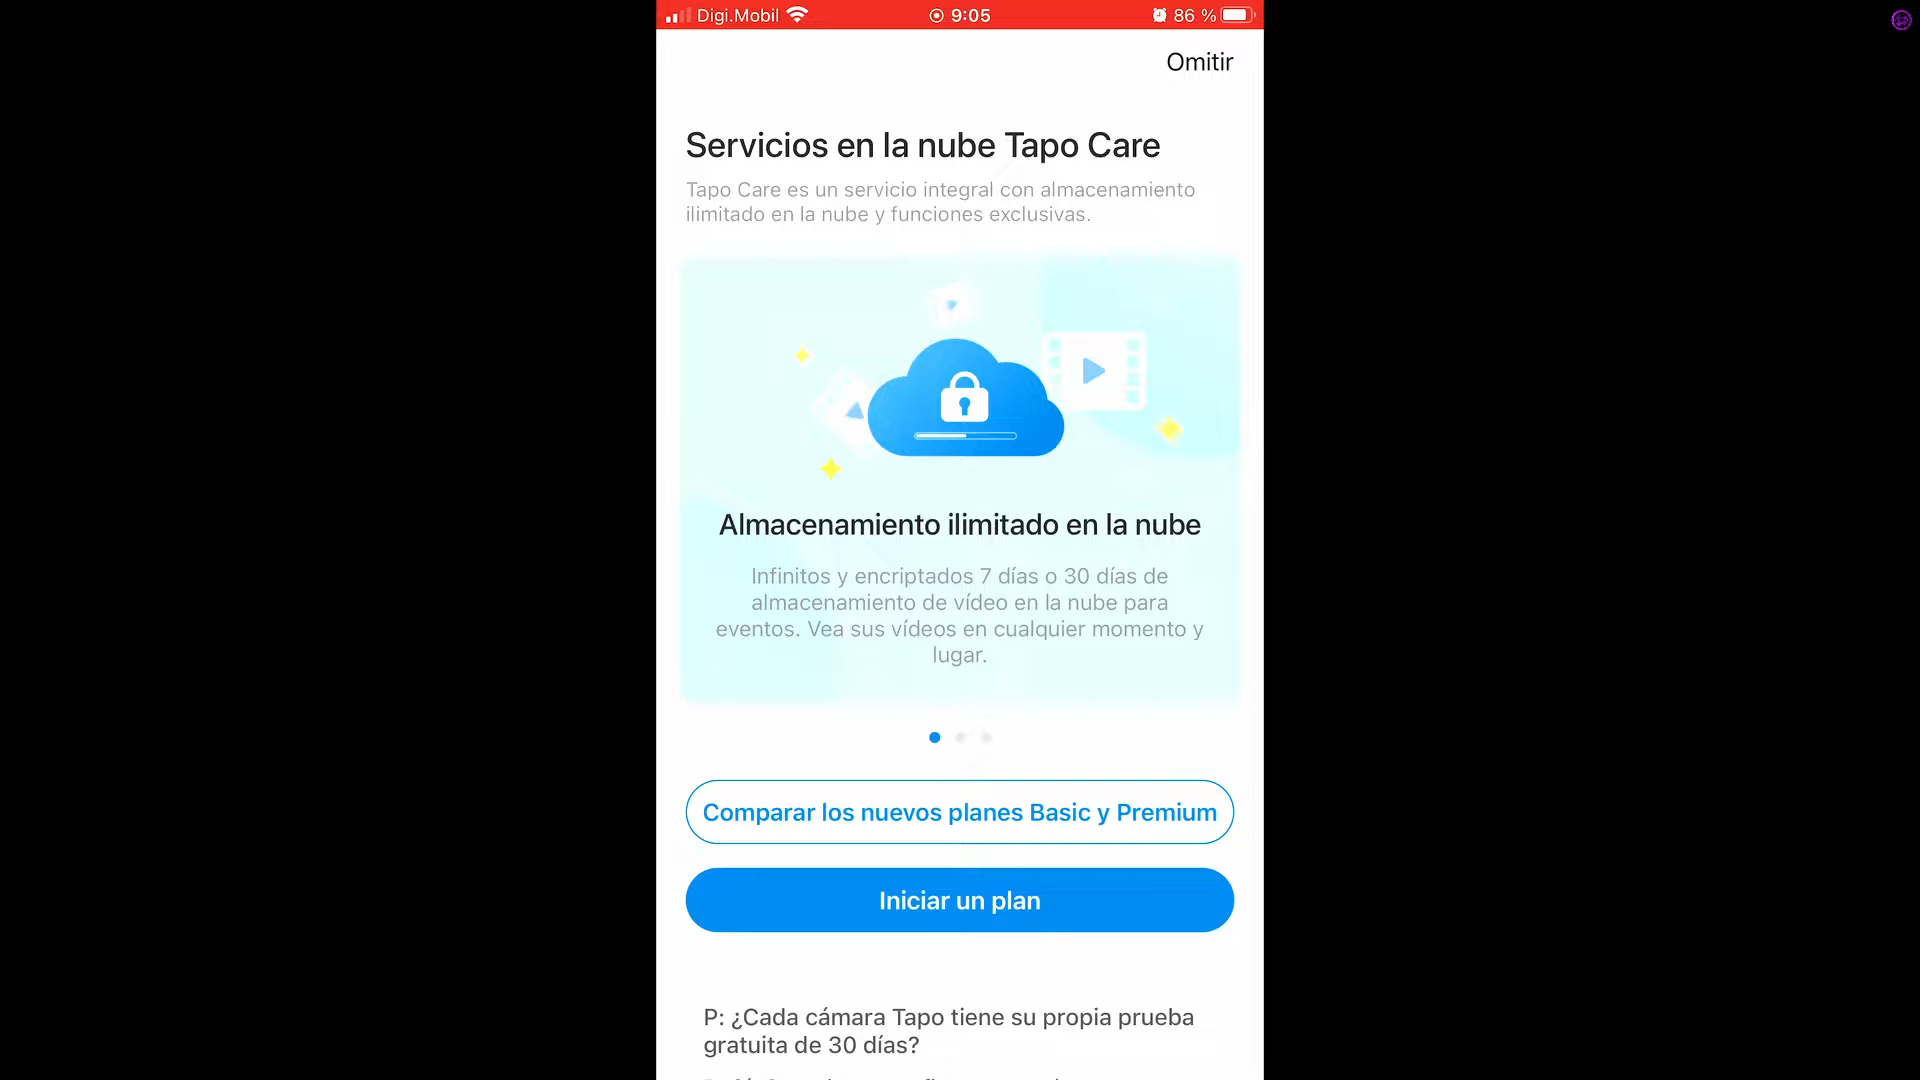 Digi.Mobil 9:05 86 %
Omitir
Servicios en la nube Tapo Care
Tapo Care es un servicio integral con almacenamiento
ilimitado en la nube y funciones exclusivas.
Almacenamiento ilimitado en la nube
Infinitos y encriptados 7 días o 30 días de
almacenamiento de vídeo en la nube para
eventos. Vea sus vídeos en cualquier momento y
lugar.
Comparar los nuevos planes Basic y Premium
Iniciar un plan
P: ¿Cada cámara Tapo tiene su propia prueba
gratuita de 30 días?